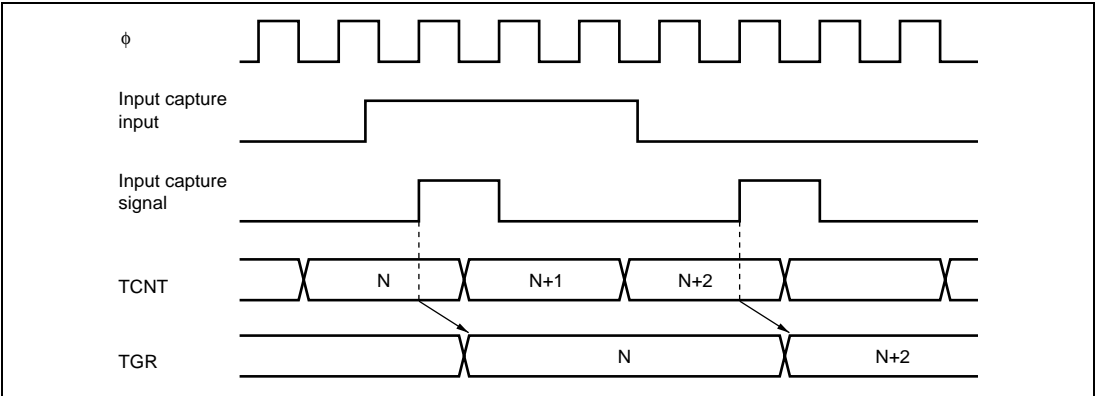 ϕ
Input capture
input
Input capture
signal
TCNT
N
N+1
N+2
TGR
N
N+2